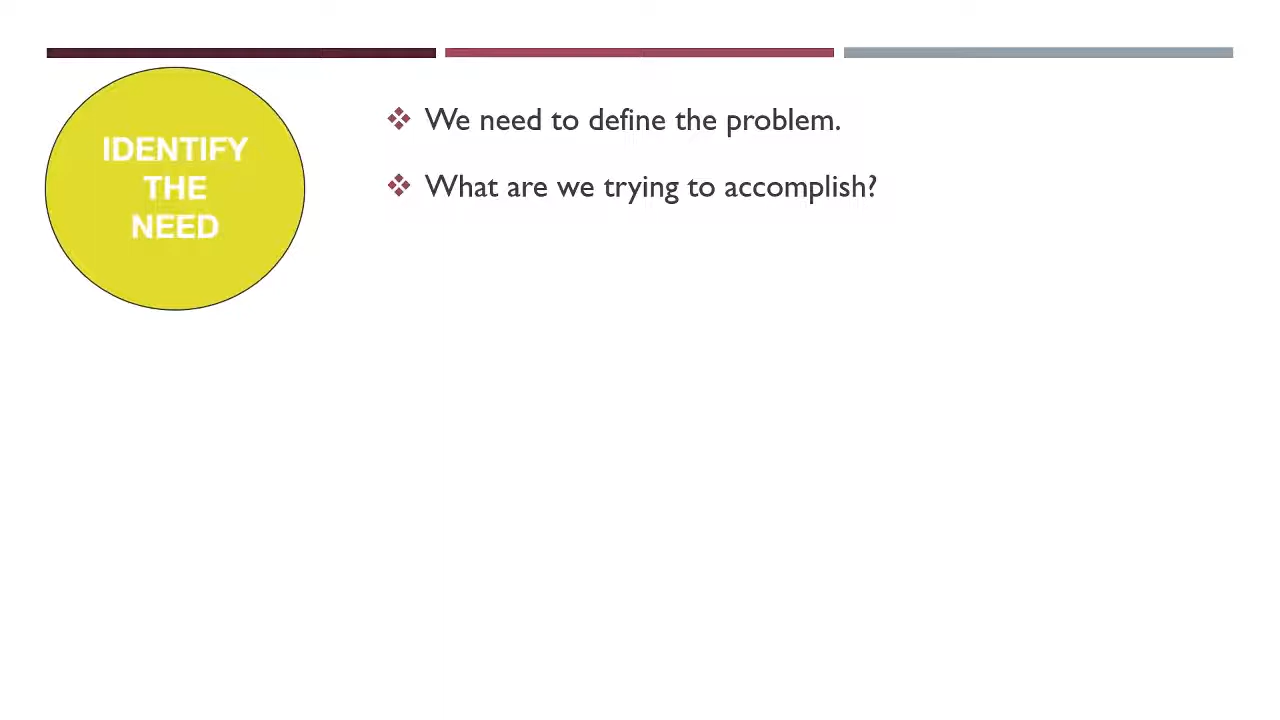 IDENTIFY
THE
NEED
We need to define the problem.
What are we trying to accomplish?